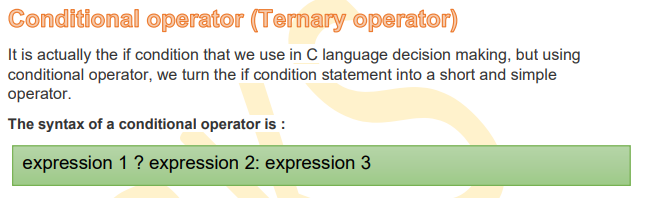 Conditional operator (Ternary operator)
It is actually the if condition that we use in C language decision making, but using
conditional operator, we turn the if condition statement into a short and simple
operator.
The syntax of a conditional operator is :
expression 1 ? expression 2: expression 3